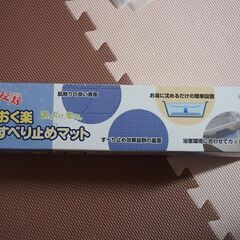 肌触りの良い表面
お湯に沈めるだけの簡単設置
おく楽
すべり止めマット
すべり止め効果抜群の裏面
浴室環境に合わせてカッ